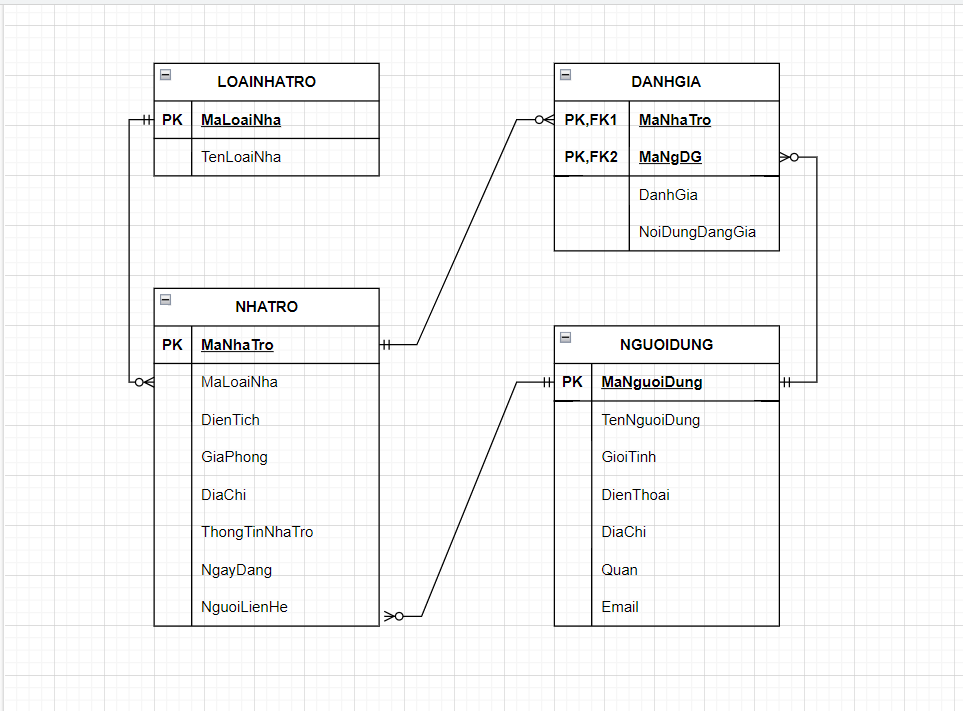 LOAINHATRO
PK MaLoaiNha
TenLoaiNha
DANHGIA
PK,FK1 MaNhaTro
PK,FK2 MaNgDG
DanhGia
NoiDungDangGia
NHATRO
PK MaNhaTro
MaLoaiNha
DienTich
GiaPhong
DiaChi
ThongTinNhaTro
NgayDang
NguoiLienHe
NGUOIDUNG
PK MaNguoiDung
TenNguoiDung
GioiTinh
DienThoai
DiaChi
Quan
Email